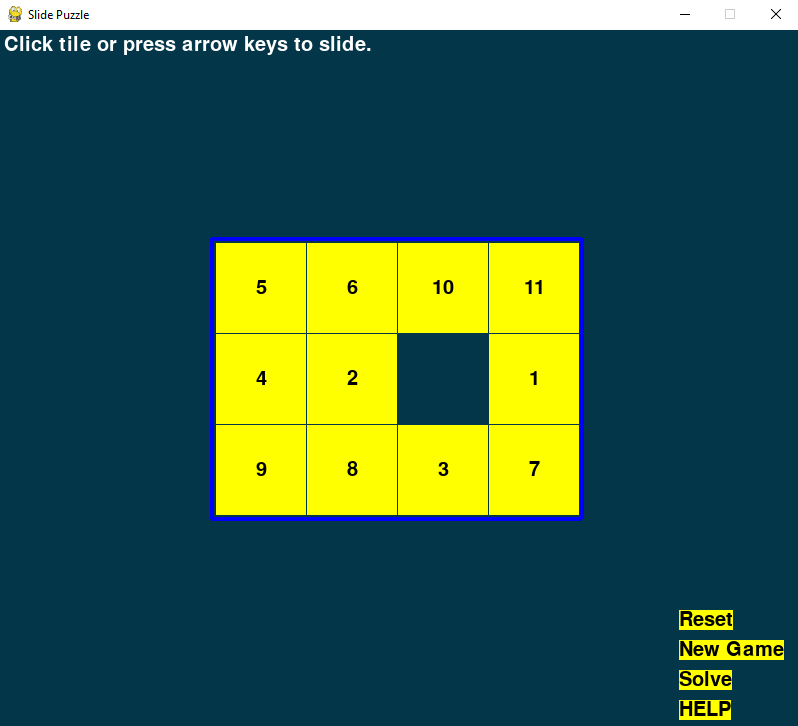 Slide Puzzle
Click tile or press arrow keys to slide.
5 6 10 11
4 2 1
9 8 3 7
Reset
New Game
Solve
HELP